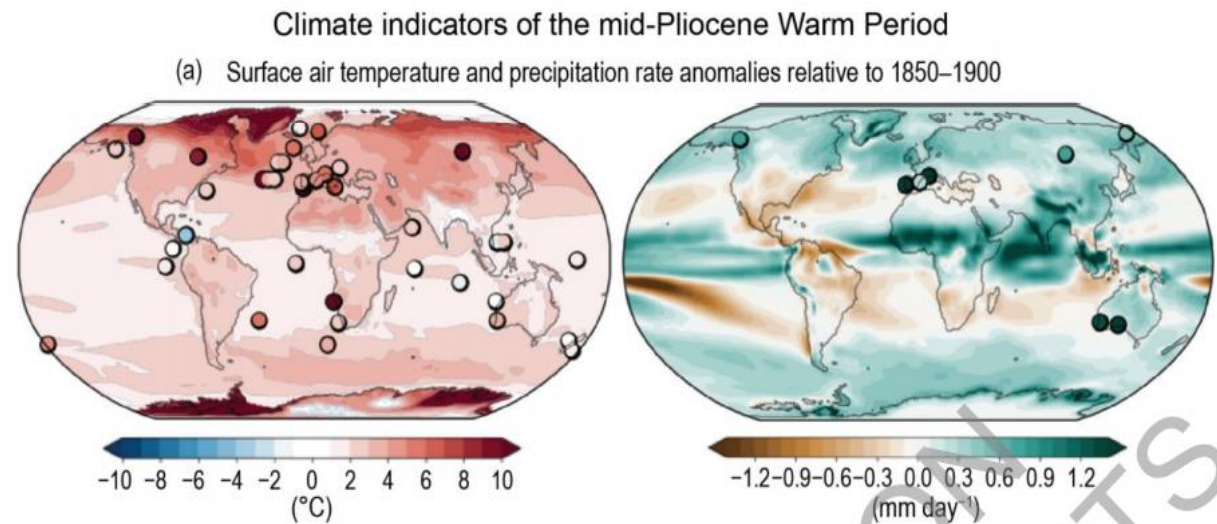 Climate indicators of the mid-Pliocene Warm Period
(a) Surface air temperature and precipitation rate anomalies relative to 1850–1900
−10 −8 −6 −4 −2 0 2 4 6 8 10
(°C)
−1.2−0.9−0.6−0.3 0.0 0.3 0.6 0.9 1.2
(mm day⁻¹)
ON
TS